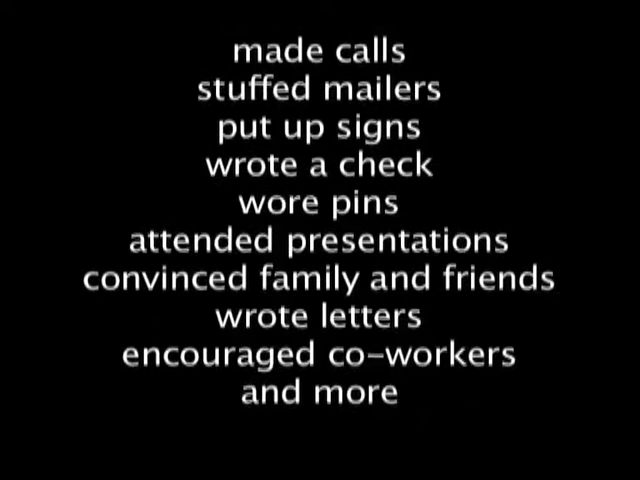 made calls
stuffed mailers
put up signs
wrote a check
wore pins
attended presentations
convinced family and friends
wrote letters
encouraged co-workers
and more